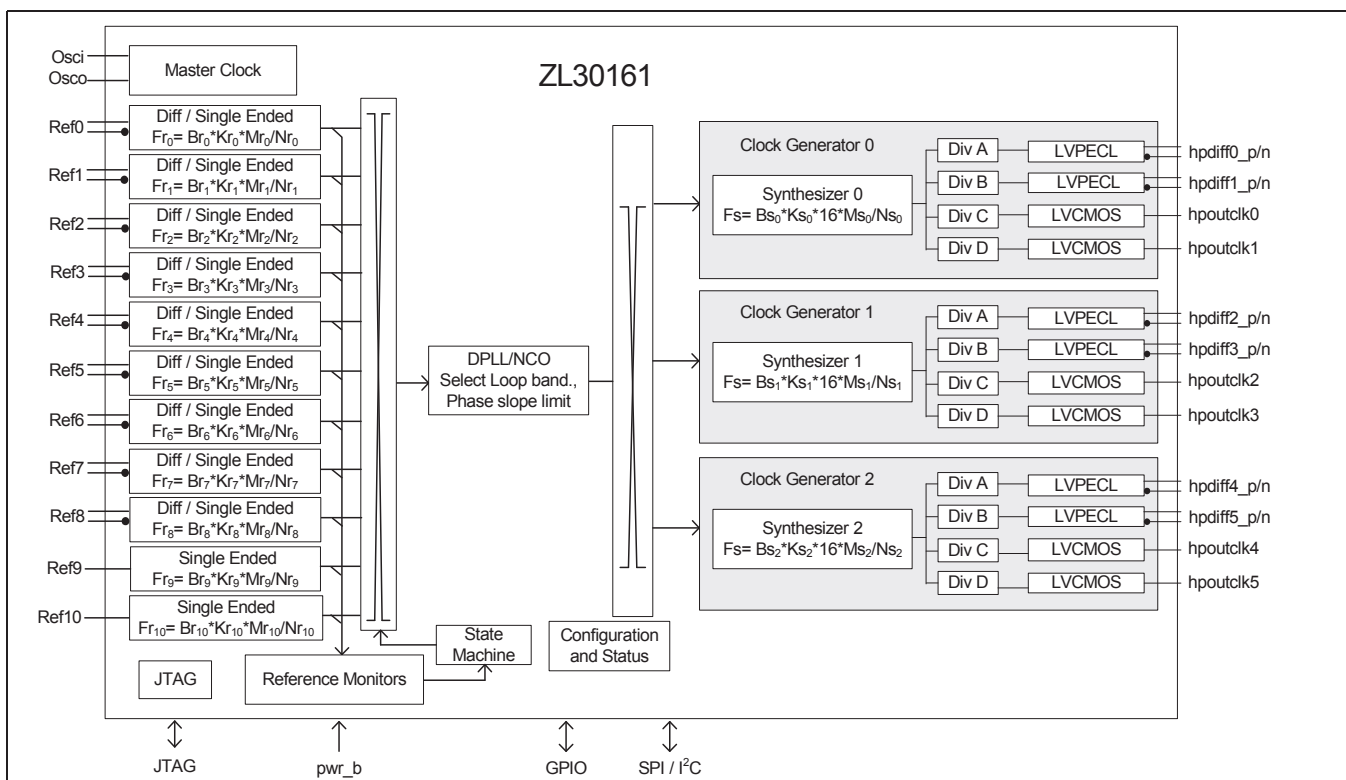 ZL30161
Osci
Osco
Master Clock
Ref0
Diff / Single Ended
Fr0= Br0*Kr0*Mr0/Nr0
Ref1
Diff / Single Ended
Fr1= Br1*Kr1*Mr1/Nr1
Ref2
Diff / Single Ended
Fr2= Br2*Kr2*Mr2/Nr2
Ref3
Diff / Single Ended
Fr3= Br3*Kr3*Mr3/Nr3
Ref4
Diff / Single Ended
Fr4= Br4*Kr4*Mr4/Nr4
Ref5
Diff / Single Ended
Fr5= Br5*Kr5*Mr5/Nr5
Ref6
Diff / Single Ended
Fr6= Br6*Kr6*Mr6/Nr6
Ref7
Diff / Single Ended
Fr7= Br7*Kr7*Mr7/Nr7
Ref8
Diff / Single Ended
Fr8= Br8*Kr8*Mr8/Nr8
Ref9
Single Ended
Fr9= Br9*Kr9*Mr9/Nr9
Ref10
Single Ended
Fr10= Br10*Kr10*Mr10/Nr10
JTAG
Reference Monitors
State
Machine
DPLL/NCO
Select Loop band.,
Phase slope limit
Configuration
and Status
Clock Generator 0
Synthesizer 0
Fs= Bs0*Ks0*16*Ms0/Ns0
Div A
LVPECL
hpdiff0_p/n
Div B
LVPECL
hpdiff1_p/n
Div C
LVCMOS
hpoutclk0
Div D
LVCMOS
hpoutclk1
Clock Generator 1
Synthesizer 1
Fs= Bs1*Ks1*16*Ms1/Ns1
Div A
LVPECL
hpdiff2_p/n
Div B
LVPECL
hpdiff3_p/n
Div C
LVCMOS
hpoutclk2
Div D
LVCMOS
hpoutclk3
Clock Generator 2
Synthesizer 2
Fs= Bs2*Ks2*16*Ms2/Ns2
Div A
LVPECL
hpdiff4_p/n
Div B
LVPECL
hpdiff5_p/n
Div C
LVCMOS
hpoutclk4
Div D
LVCMOS
hpoutclk5
JTAG
pwr_b
GPIO
SPI / I²C